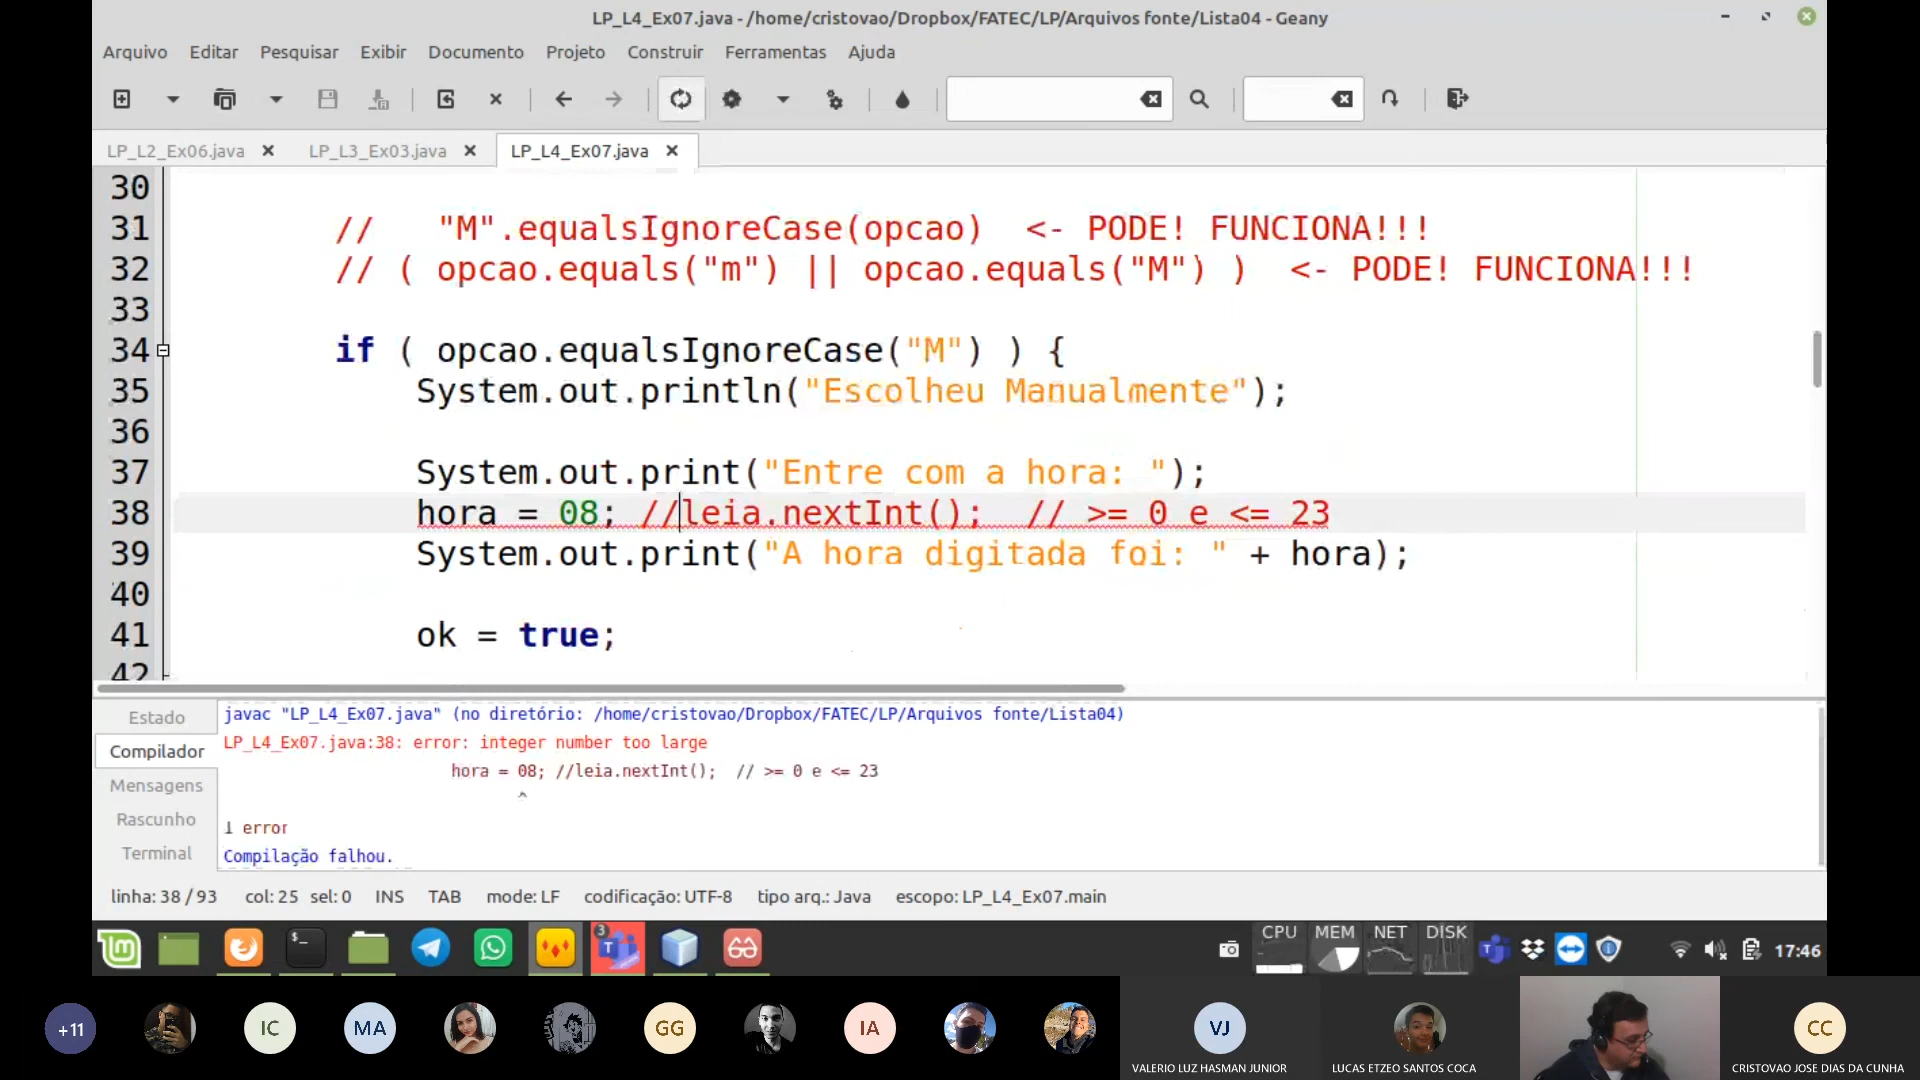 LP_L4_Ex07.java - /home/cristovao/Dropbox/FATEC/LP/Arquivos fonte/Lista04 - Geany
Arquivo Editar Pesquisar Exibir Documento Projeto Construir Ferramentas Ajuda
LP_L2_Ex06.java LP_L3_Ex03.java LP_L4_Ex07.java
30
31 // "M".equalsIgnoreCase(opcao) <- PODE! FUNCIONA!!!
32 // ( opcao.equals("m") || opcao.equals("M") ) <- PODE! FUNCIONA!!!
33
34 if ( opcao.equalsIgnoreCase("M") ) {
35 System.out.println("Escolheu Manualmente");
36
37 System.out.print("Entre com a hora: ");
38 hora = 08; //leia.nextInt(); // >= 0 e <= 23
39 System.out.print("A hora digitada foi: " + hora);
40
41 ok = true;
42
Estado
Compilador
Mensagens
Rascunho
Terminal
javac "LP_L4_Ex07.java" (no diretório: /home/cristovao/Dropbox/FATEC/LP/Arquivos fonte/Lista04)
LP_L4_Ex07.java:38: error: integer number too large
hora = 08; //leia.nextInt(); // >= 0 e <= 23
^
1 error
Compilação falhou.
linha: 38 / 93 col: 25 sel: 0 INS TAB mode: LF codificação: UTF-8 tipo arq.: Java escopo: LP_L4_Ex07.main
3 CPU MEM NET DISK 17:46
+11 IC MA GG IA VJ CC
VALERIO LUZ HASMAN JUNIOR LUCAS ETZEO SANTOS COCA CRISTOVAO JOSE DIAS DA CUNHA